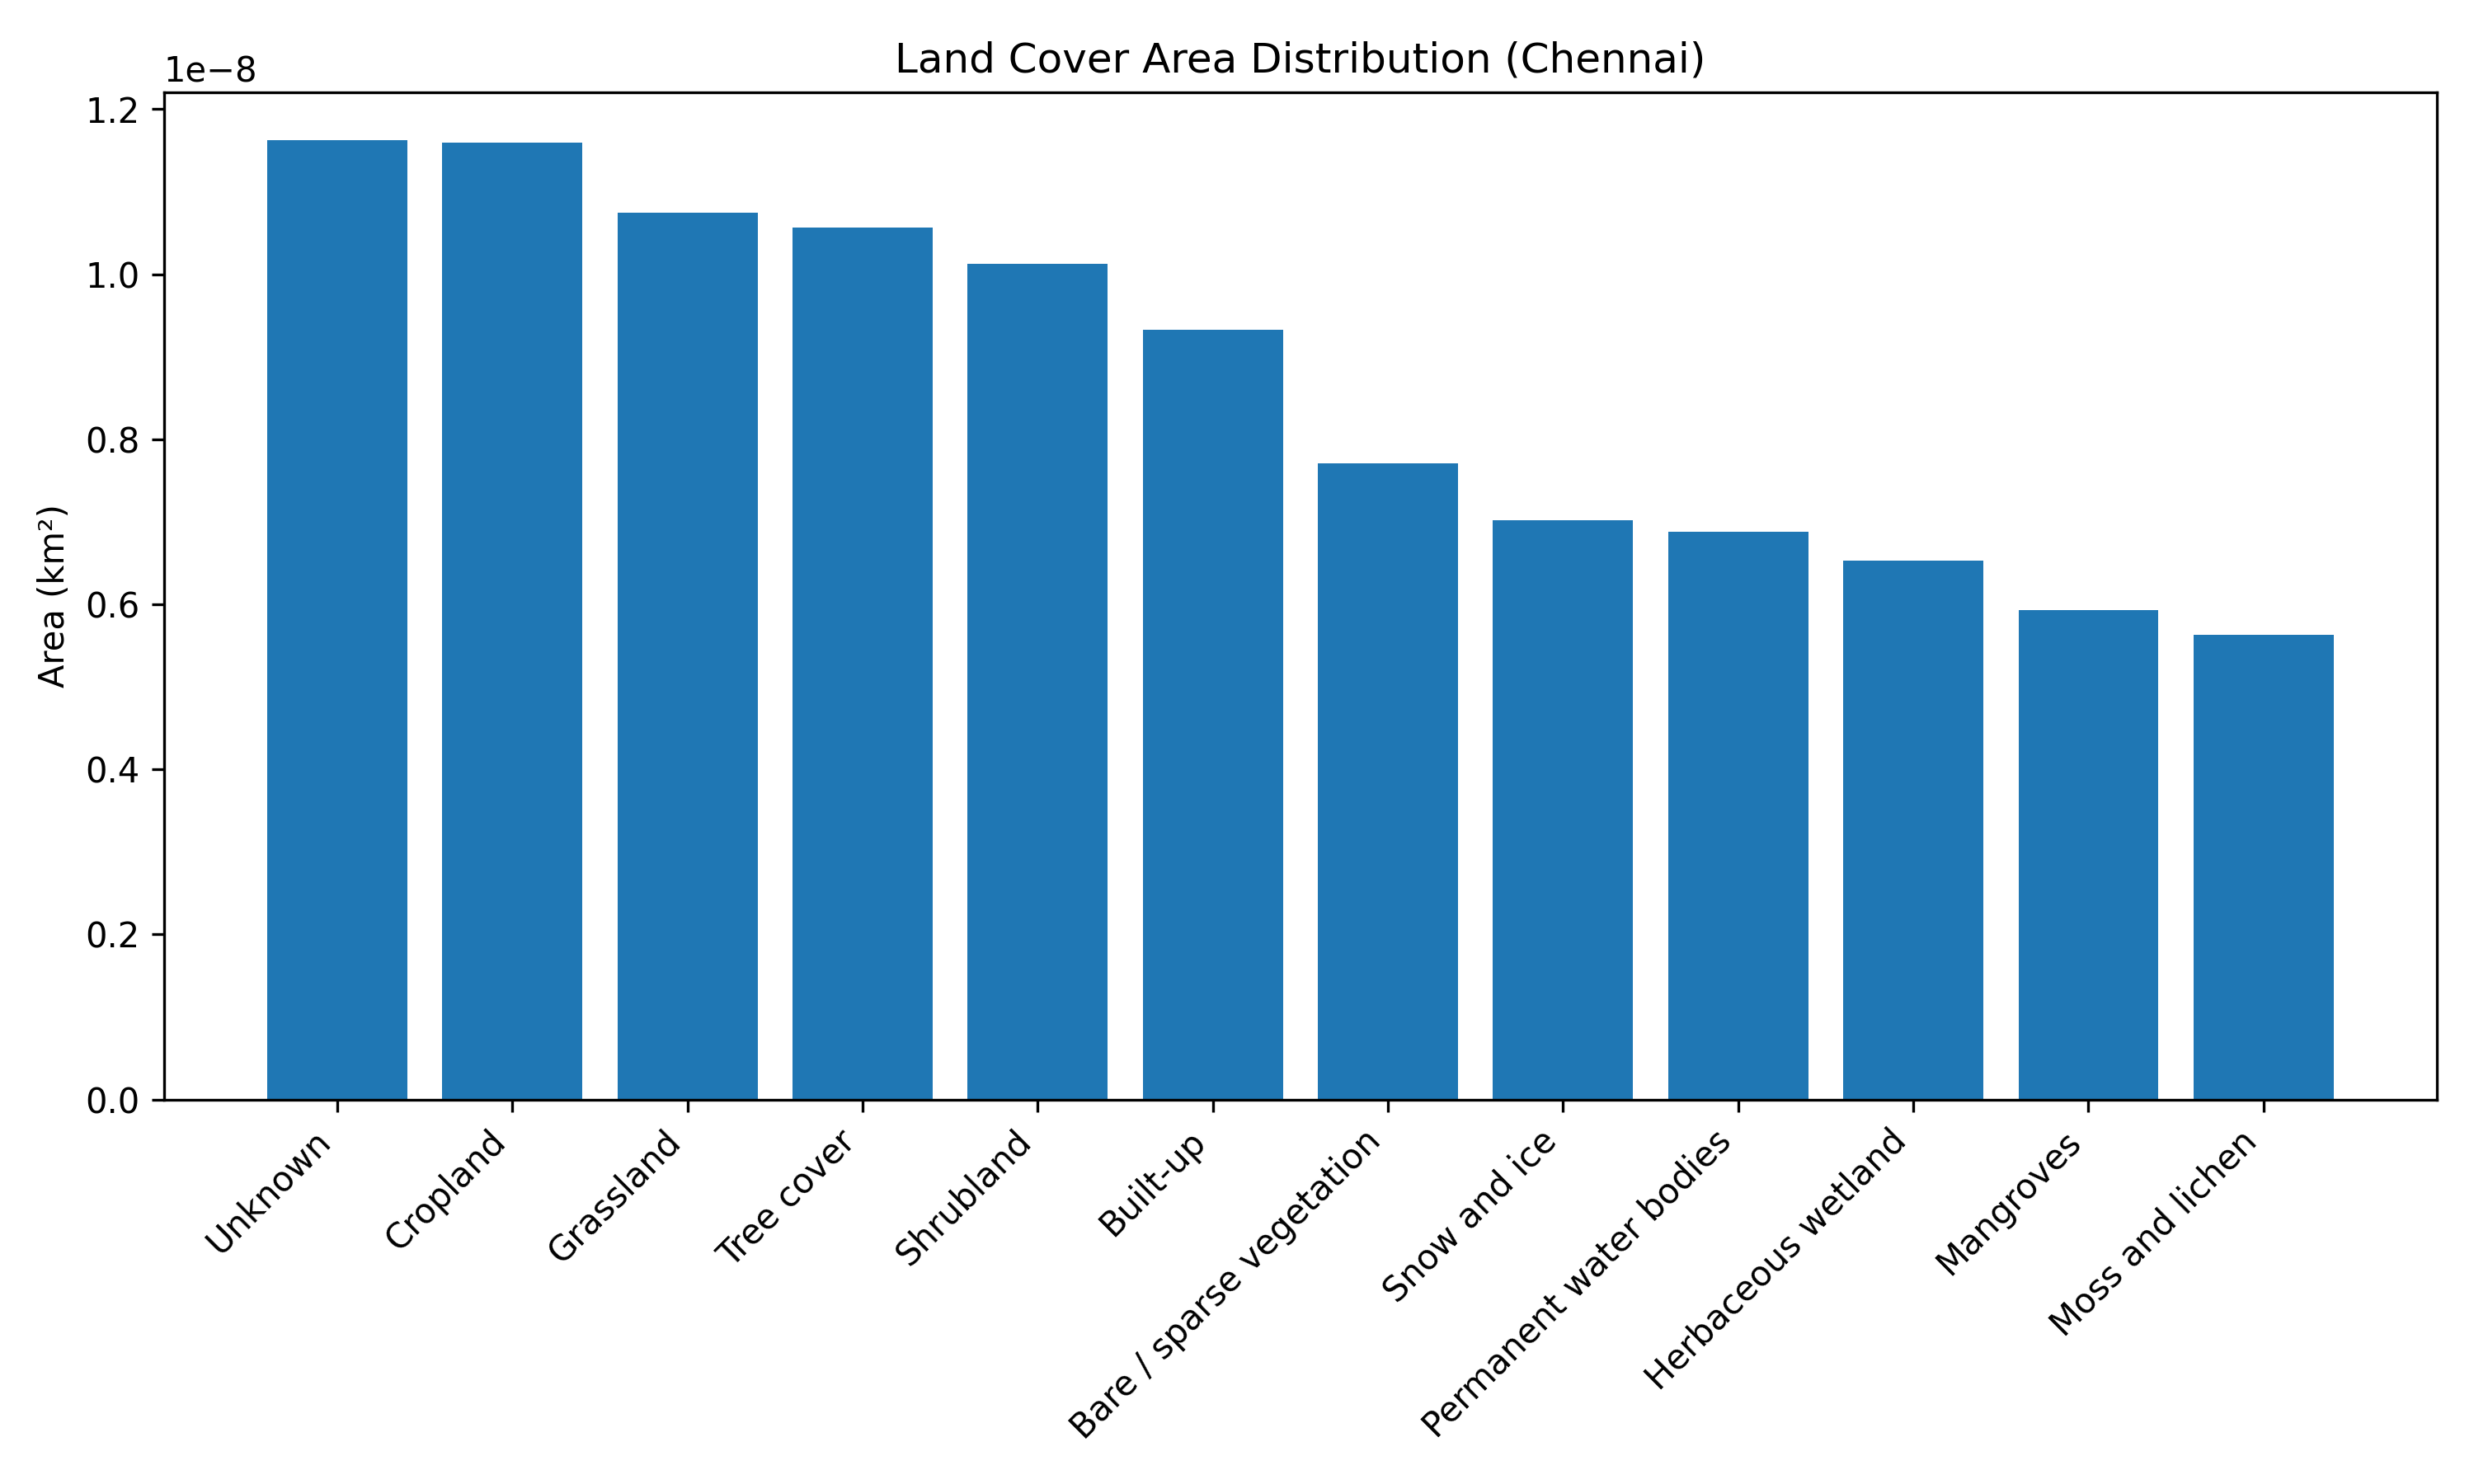 Land Cover Area Distribution (Chennai)
1e−8
1.2
1.0
0.8
0.6
0.4
0.2
0.0
Area (km²)
Unknown
Cropland
Grassland
Tree cover
Shrubland
Built-up
Bare / sparse vegetation
Snow and ice
Permanent water bodies
Herbaceous wetland
Mangroves
Moss and lichen